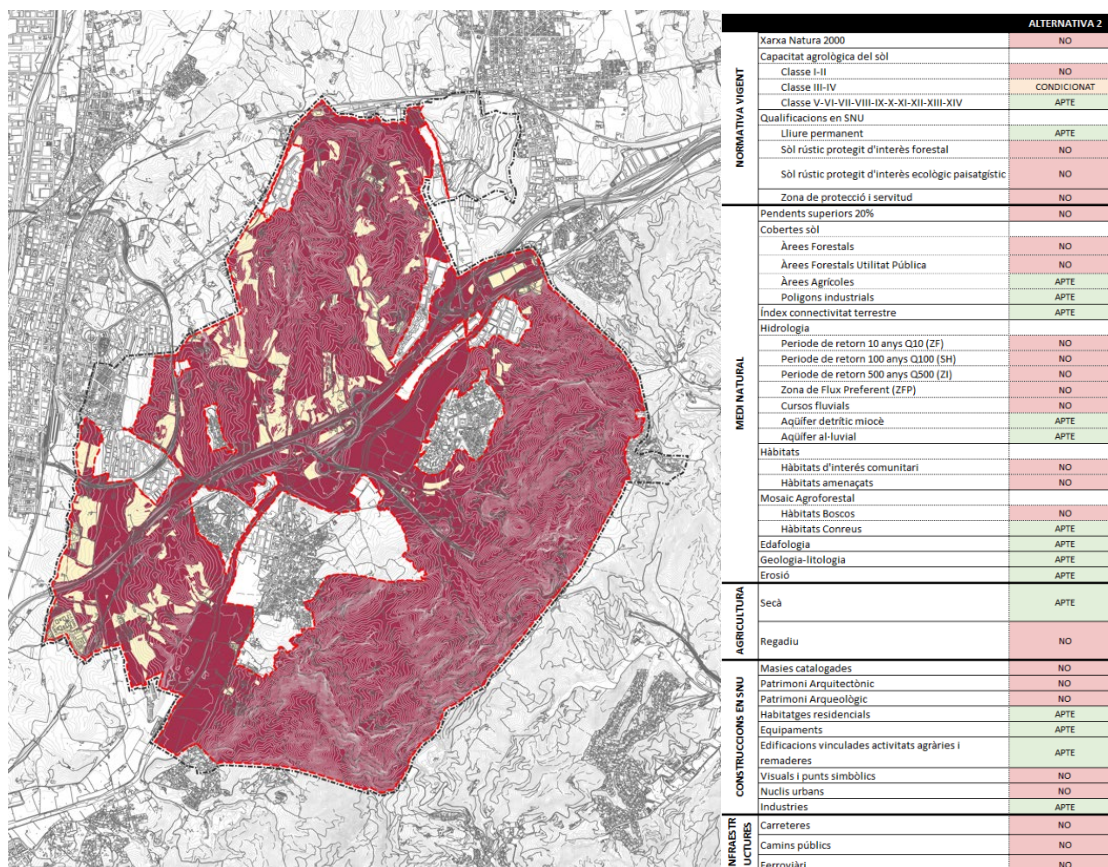 ALTERNATIVA 2
NORMATIVA VIGENT
Xarxa Natura 2000 NO
Capacitat agrològica del sòl
Classe I-II NO
Classe III-IV CONDICIONAT
Classe V-VI-VII-VIII-IX-X-XI-XII-XIII-XIV APTE
Qualificacions en SNU
Lliure permanent APTE
Sòl rústic protegit d'interès forestal NO
Sòl rústic protegit d'interès ecològic paisatgístic NO
Zona de protecció i servitud NO
MEDI NATURAL
Pendents superiors 20% NO
Cobertes sòl
Àrees Forestals NO
Àrees Forestals Utilitat Pública NO
Àrees Agrícoles APTE
Poligons industrials APTE
Índex connectivitat terrestre APTE
Hidrologia
Periode de retorn 10 anys Q10 (ZF) NO
Periode de retorn 100 anys Q100 (SH) NO
Periode de retorn 500 anys Q500 (ZI) NO
Zona de Flux Preferent (ZFP) NO
Cursos fluvials NO
Aqüífer detrític miocè APTE
Aqüífer al·luvial APTE
Hàbitats
Hàbitats d'interés comunitari NO
Hàbitats amenaçats NO
Mosaic Agroforestal
Hàbitats Boscos NO
Hàbitats Conreus APTE
Edafologia APTE
Geologia-litologia APTE
Erosió APTE
AGRICULTURA
Secà APTE
Regadiu NO
CONSTRUCCIONS EN SNU
Masies catalogades NO
Patrimoni Arquitectònic NO
Patrimoni Arqueològic NO
Habitatges residencials APTE
Equipaments APTE
Edificacions vinculades activitats agràries i
remaderes APTE
Visuals i punts simbòlics NO
Nuclis urbans NO
Industries APTE
INFRAESTR
UCTURES
Carreteres NO
Camins públics NO
Ferroviàri NO